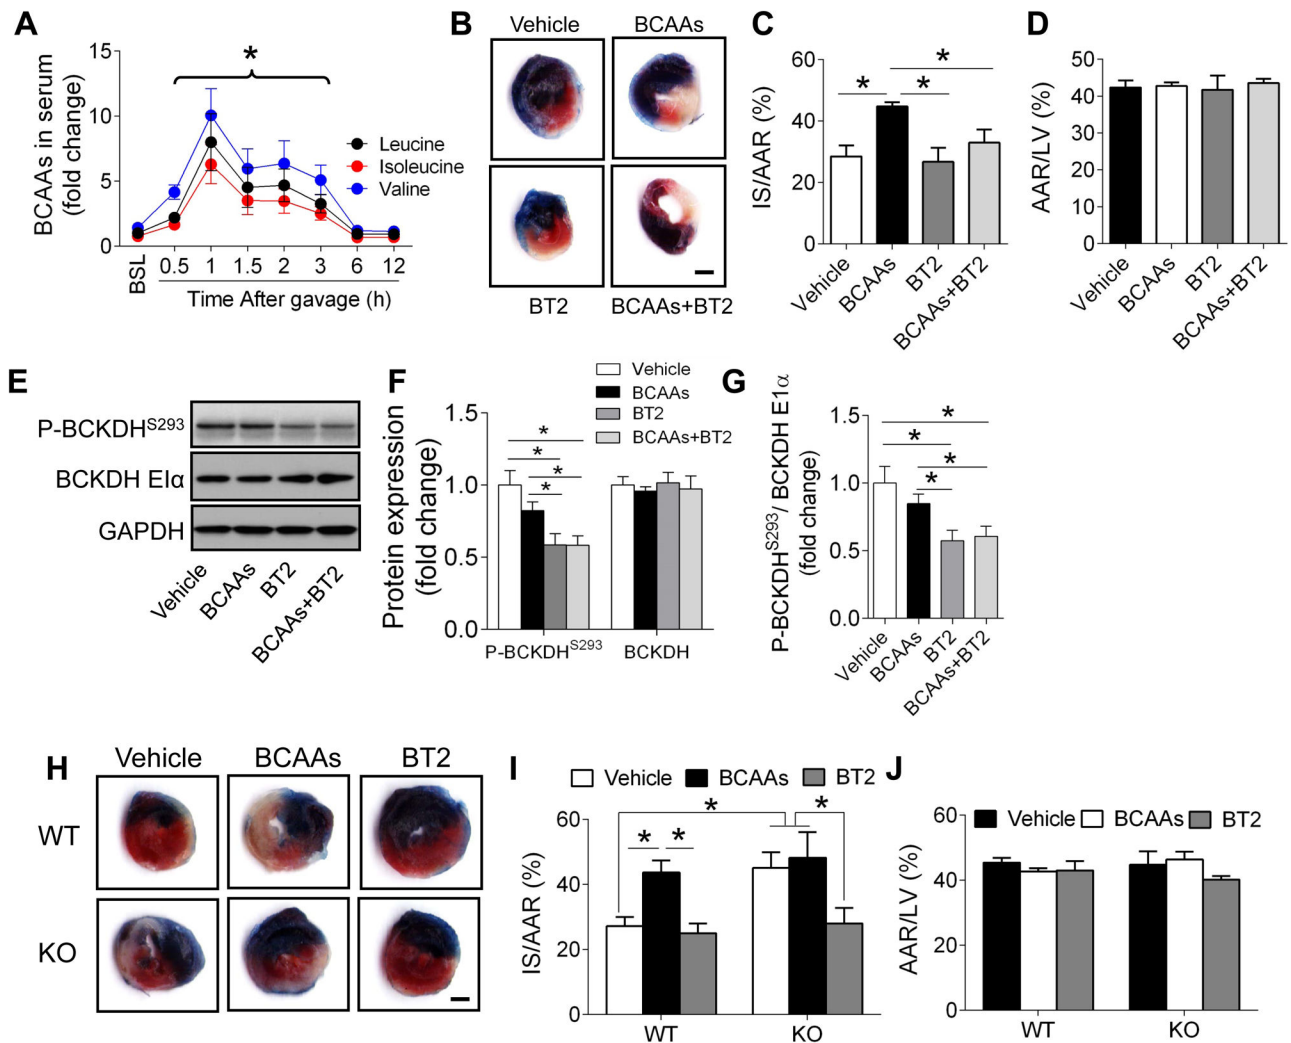 A
BCAAs in serum
(fold change)
15
10
5
0
*
Leucine
Isoleucine
Valine
BSL
0.5 1 1.5 2 3 6 12
Time After gavage (h)
B
Vehicle BCAAs
BT2 BCAAs+BT2
C
IS/AAR (%)
60
40
20
0
* * *
Vehicle
BCAAs
BT2
BCAAs+BT2
D
AAR/LV (%)
50
40
30
20
10
0
Vehicle
BCAAs
BT2
BCAAs+BT2
E
P-BCKDHS293
BCKDH EIα
GAPDH
Vehicle
BCAAs
BT2
BCAAs+BT2
F
Vehicle
BCAAs
BT2
BCAAs+BT2
Protein expression
(fold change)
1.5
1.0
0.5
0.0
*
*
*
*
P-BCKDHS293 BCKDH
G
P-BCKDHS293/ BCKDH E1α
(fold change)
1.5
1.0
0.5
0.0
*
*
*
*
Vehicle
BCAAs
BT2
BCAAs+BT2
H
Vehicle BCAAs BT2
WT
KO
I
Vehicle BCAAs BT2
IS/AAR (%)
60
40
20
0
* *
* *
WT KO
J
Vehicle BCAAs BT2
AAR/LV (%)
60
40
20
0
WT KO